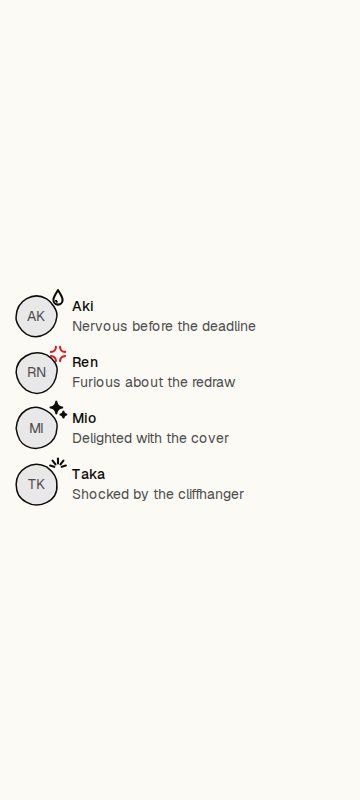 AK
Aki
Nervous before the deadline
RN
Ren
Furious about the redraw
MI
Mio
Delighted with the cover
TK
Taka
Shocked by the cliffhanger